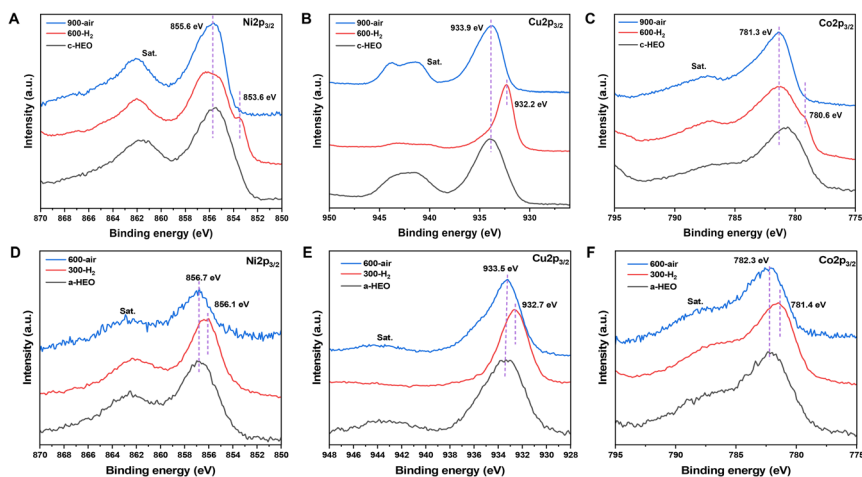 A
Ni2p3/2
900-air
600-H2
c-HEO
855.6 eV
Sat.
853.6 eV
Intensity (a.u.)
870 868 866 864 862 860 858 856 854 852 850
Binding energy (eV)
B
Cu2p3/2
900-air
600-H2
c-HEO
933.9 eV
Sat.
932.2 eV
Intensity (a.u.)
950 945 940 935 930
Binding energy (eV)
C
Co2p3/2
900-air
600-H2
c-HEO
781.3 eV
Sat.
780.6 eV
Intensity (a.u.)
795 790 785 780 775
Binding energy (eV)
D
Ni2p3/2
600-air
300-H2
a-HEO
856.7 eV
856.1 eV
Sat.
Intensity (a.u.)
870 868 866 864 862 860 858 856 854 852 850
Binding energy (eV)
E
Cu2p3/2
600-air
300-H2
a-HEO
933.5 eV
932.7 eV
Sat.
Intensity (a.u.)
948 946 944 942 940 938 936 934 932 930 928
Binding energy (eV)
F
Co2p3/2
600-air
300-H2
a-HEO
782.3 eV
Sat.
781.4 eV
Intensity (a.u.)
795 790 785 780 775
Binding energy (eV)